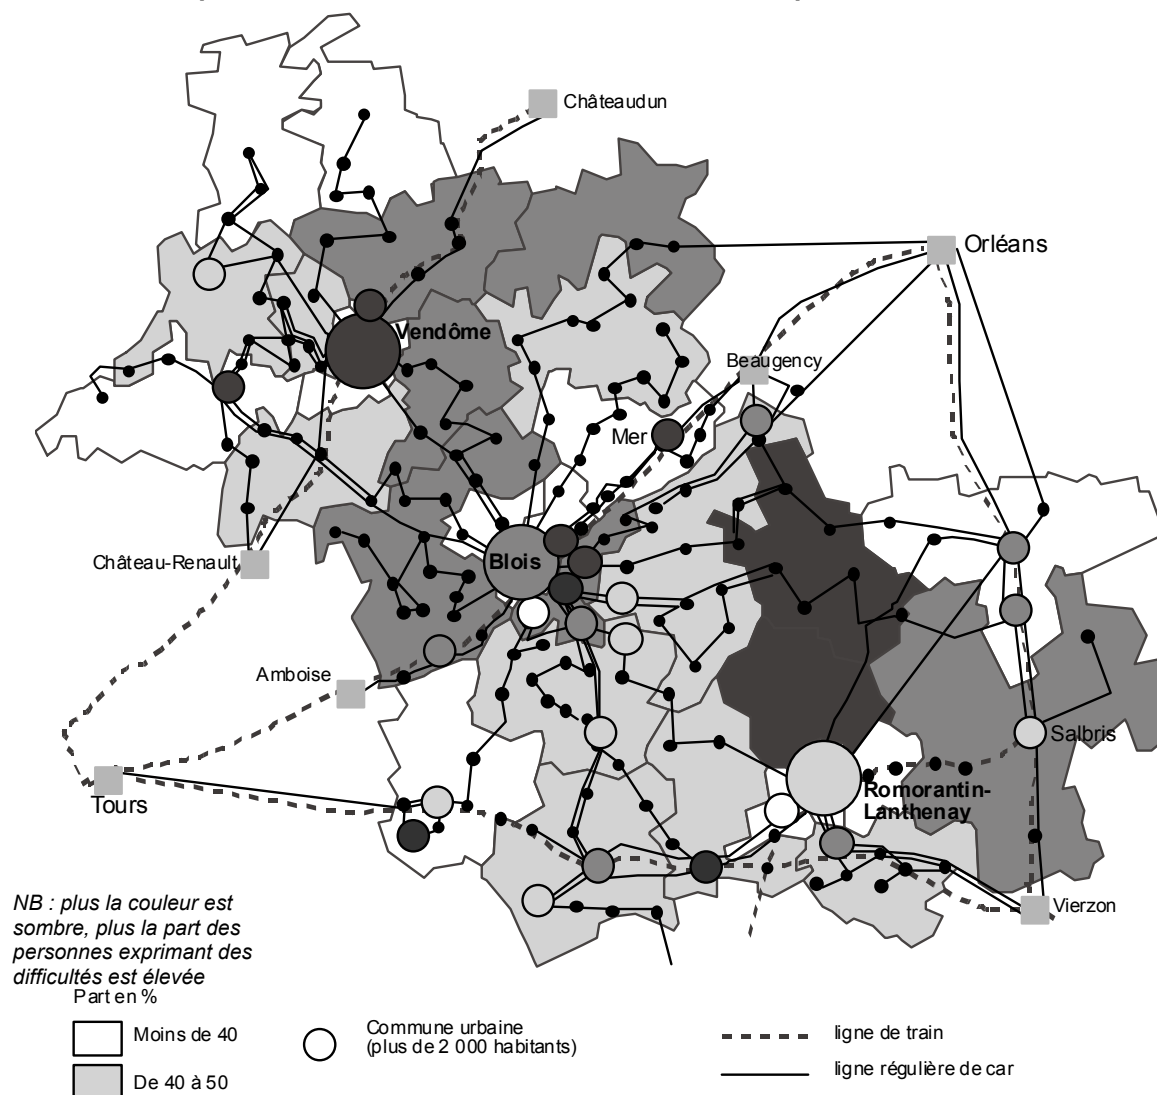 Châteaudun
Orléans
Vendôme
Beaugency
Mer
Blois
Château-Renault
Amboise
Salbris
Tours
Romorantin-
Lanthenay
Vierzon
NB : plus la couleur est
sombre, plus la part des
personnes exprimant des
difficultés est élevée
Part en %
Moins de 40
De 40 à 50
Commune urbaine
(plus de 2 000 habitants)
ligne de train
ligne régulière de car